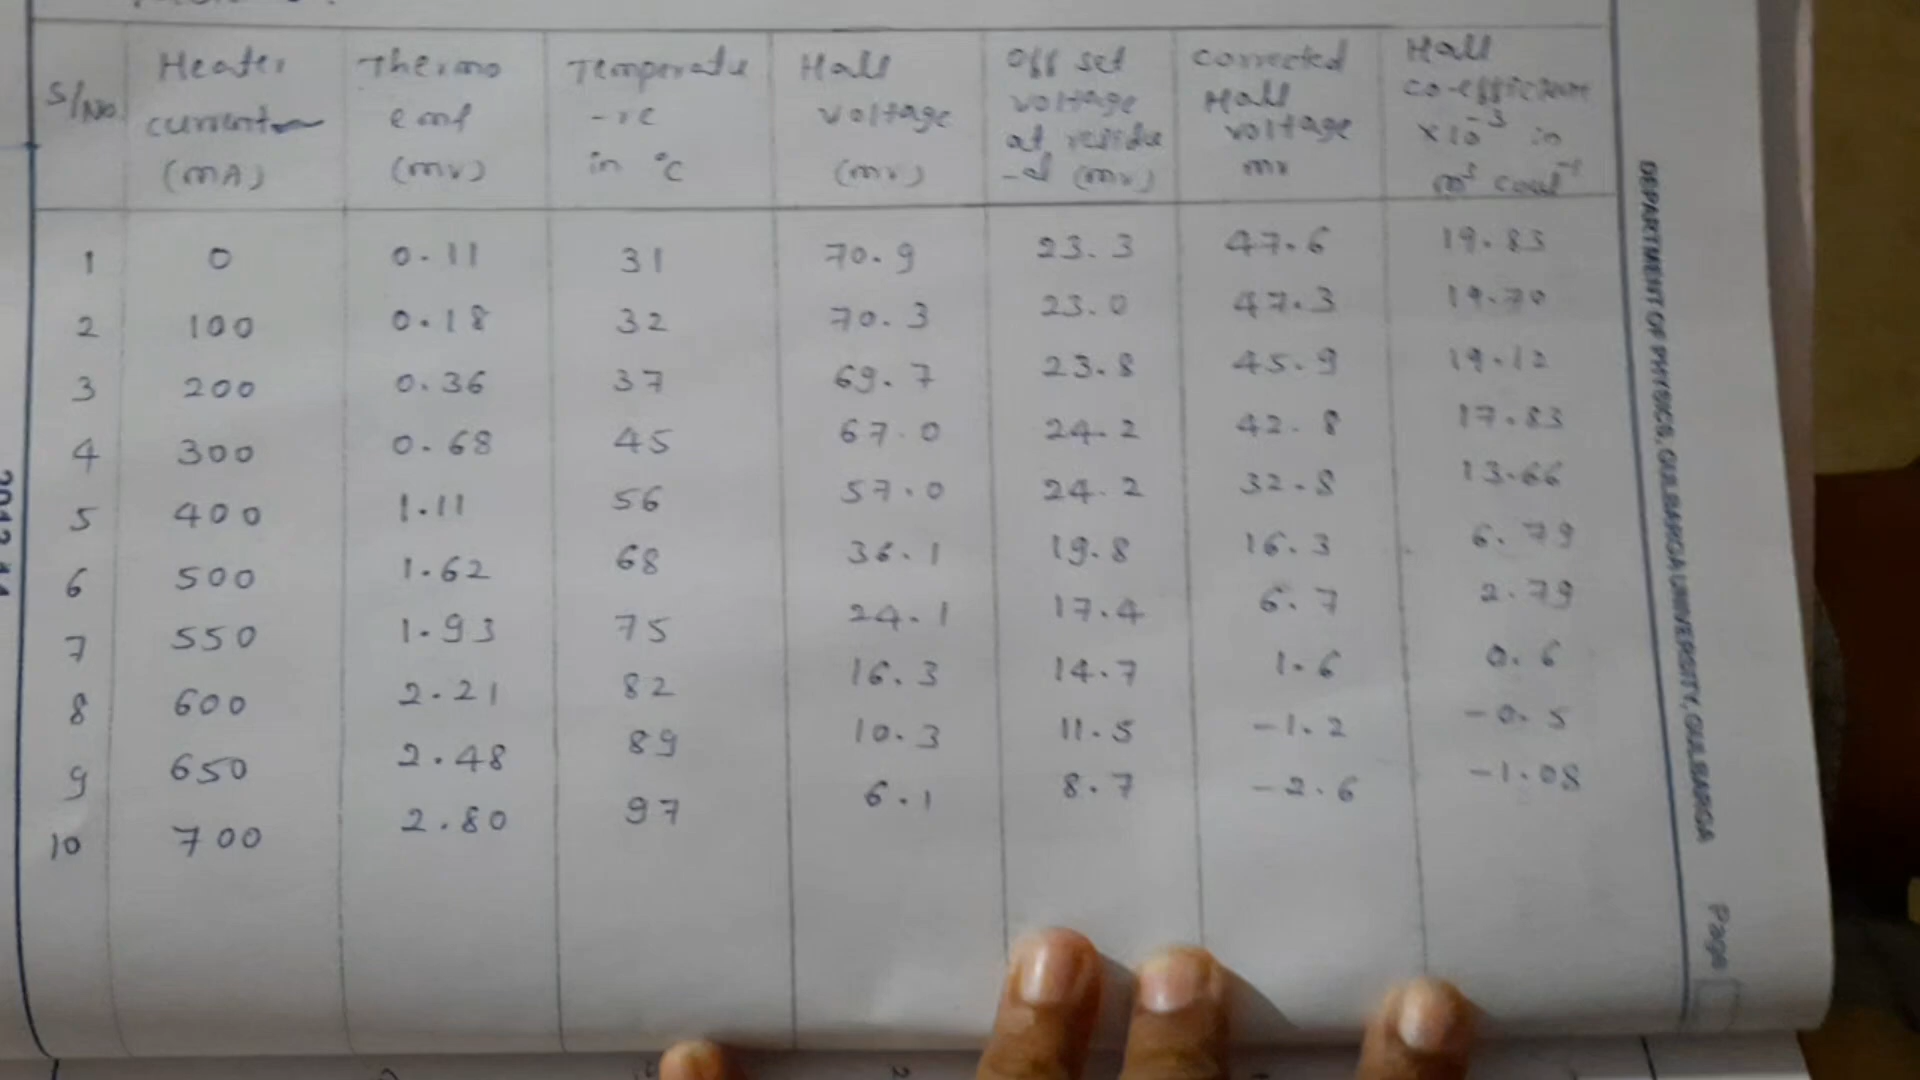 S/No. Heater current (mA) Thermo emf (mv) Temperatu -re in °C Hall voltage (mv) Off set voltage at residu -al (mv) corrected Hall voltage mv Hall co-efficient ×10⁻³ in m³ coul⁻¹
1 0 0.11 31 70.9 23.3 47.6 19.83
2 100 0.18 32 70.3 23.0 47.3 19.70
3 200 0.36 37 69.7 23.8 45.9 19.12
4 300 0.68 45 67.0 24.2 42.8 17.83
5 400 1.11 56 57.0 24.2 32.8 13.66
6 500 1.62 68 36.1 19.8 16.3 6.79
7 550 1.93 75 24.1 17.4 6.7 2.79
8 600 2.21 82 16.3 14.7 1.6 0.6
9 650 2.48 89 10.3 11.5 -1.2 -0.5
10 700 2.80 97 6.1 8.7 -2.6 -1.08
DEPARTMENT OF PHYSICS, GULBARGA UNIVERSITY, GULBARGA
Page